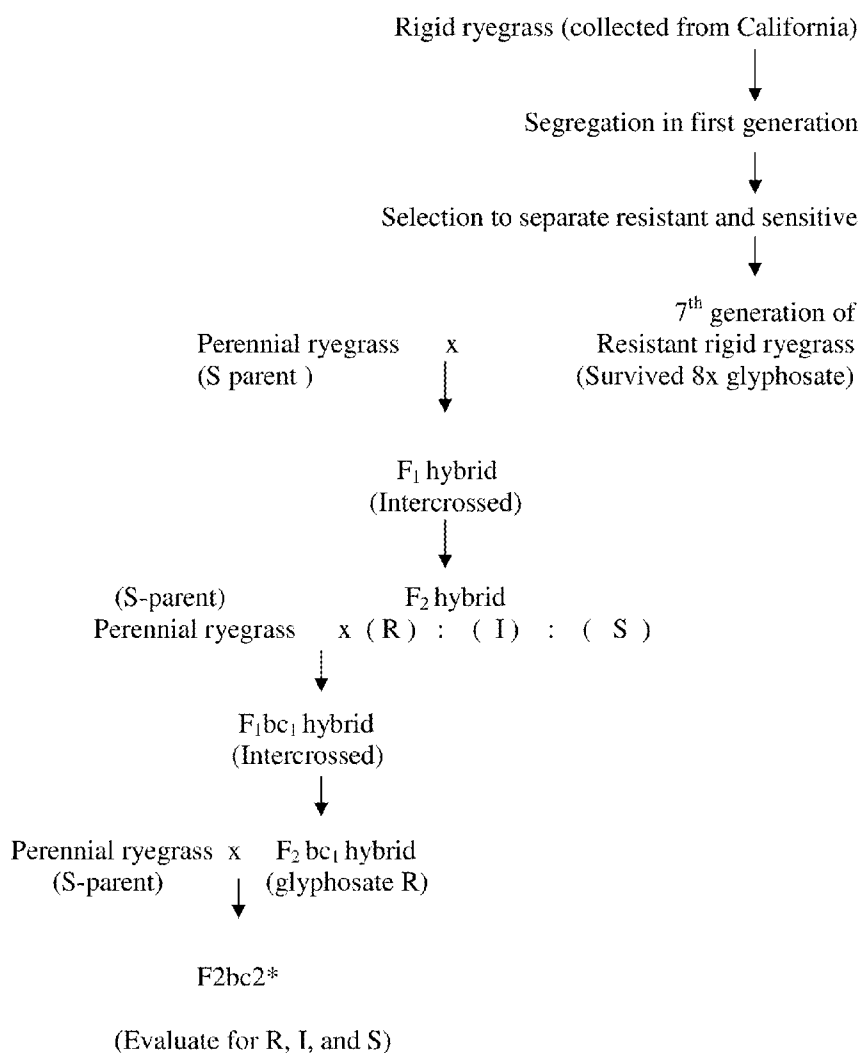 Rigid ryegrass (collected from California)
Segregation in first generation
Selection to separate resistant and sensitive
7th generation of
Perennial ryegrass x Resistant rigid ryegrass
(S parent ) (Survived 8x glyphosate)
F1 hybrid
(Intercrossed)
(S-parent) F2 hybrid
Perennial ryegrass x ( R ) : ( I ) : ( S )
F1bc1 hybrid
(Intercrossed)
Perennial ryegrass x F2 bc1 hybrid
(S-parent) (glyphosate R)
F2bc2*
(Evaluate for R, I, and S)